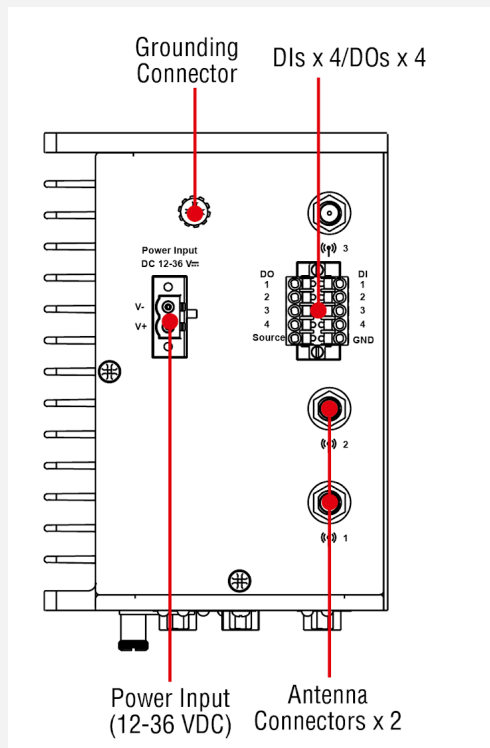 Grounding
Connector
DIs x 4/DOs x 4
3
Power Input
DC 12-36 V
DO
DI
1
1
2
2
3
3
4
4
Source
GND
V-
V+
2
1
Power Input
(12-36 VDC)
Antenna
Connectors x 2